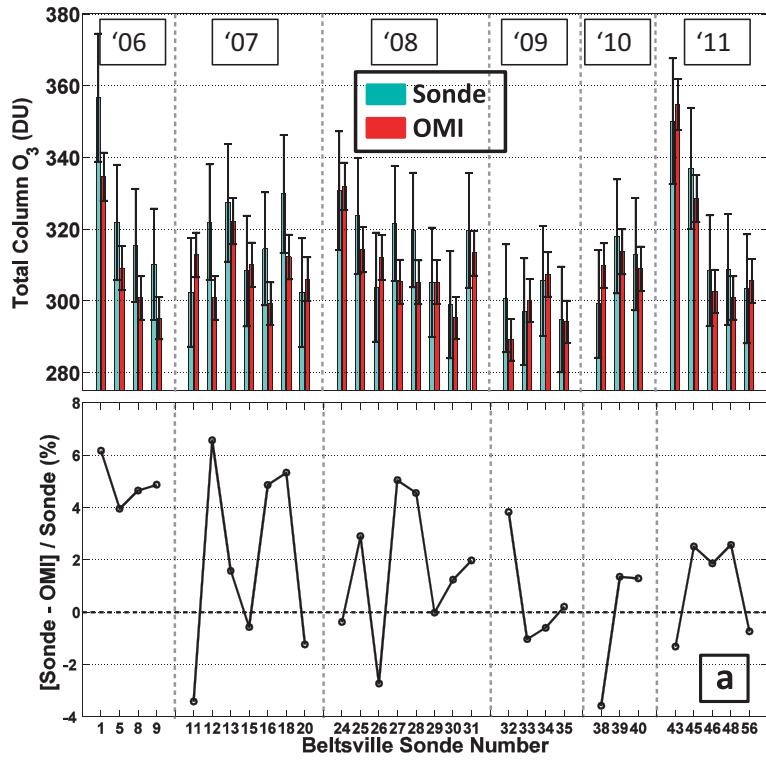 380
360
340
320
300
280
Total Column O3 (DU)
‘06
‘07
‘08
‘09
‘10
‘11
Sonde
OMI
8
6
4
2
0
-2
-4
[Sonde - OMI] / Sonde (%)
a
1 5 8 9 11 12 13 15 16 18 20 24 25 26 27 28 29 30 31 32 33 34 35 38 39 40 43 45 46 48 56
Beltsville Sonde Number